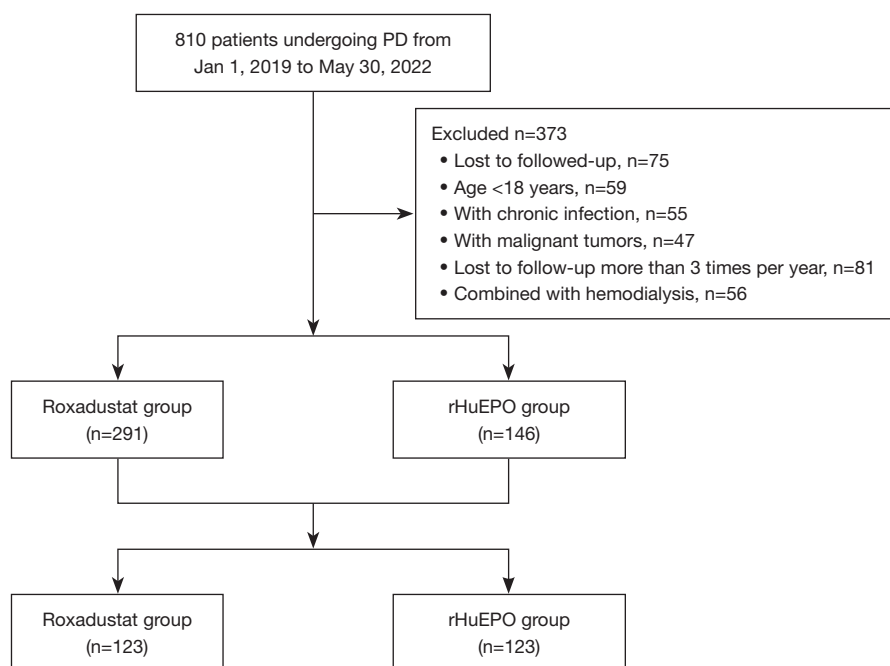 810 patients undergoing PD from
Jan 1, 2019 to May 30, 2022
Excluded n=373
• Lost to followed-up, n=75
• Age <18 years, n=59
• With chronic infection, n=55
• With malignant tumors, n=47
• Lost to follow-up more than 3 times per year, n=81
• Combined with hemodialysis, n=56
Roxadustat group
(n=291)
rHuEPO group
(n=146)
Roxadustat group
(n=123)
rHuEPO group
(n=123)